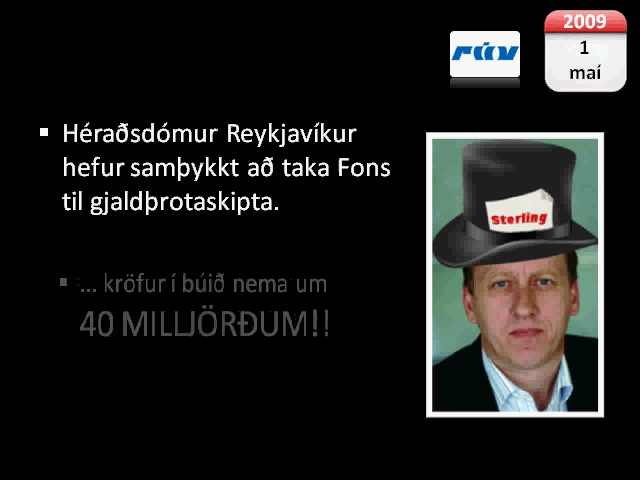 rúv
2009
1
maí
Héraðsdómur Reykjavíkur
hefur samþykkt að taka Fons
til gjaldþrotaskipta.
Sterling
... kröfur í búið nema um
40 MILLJÖRÐUM!!